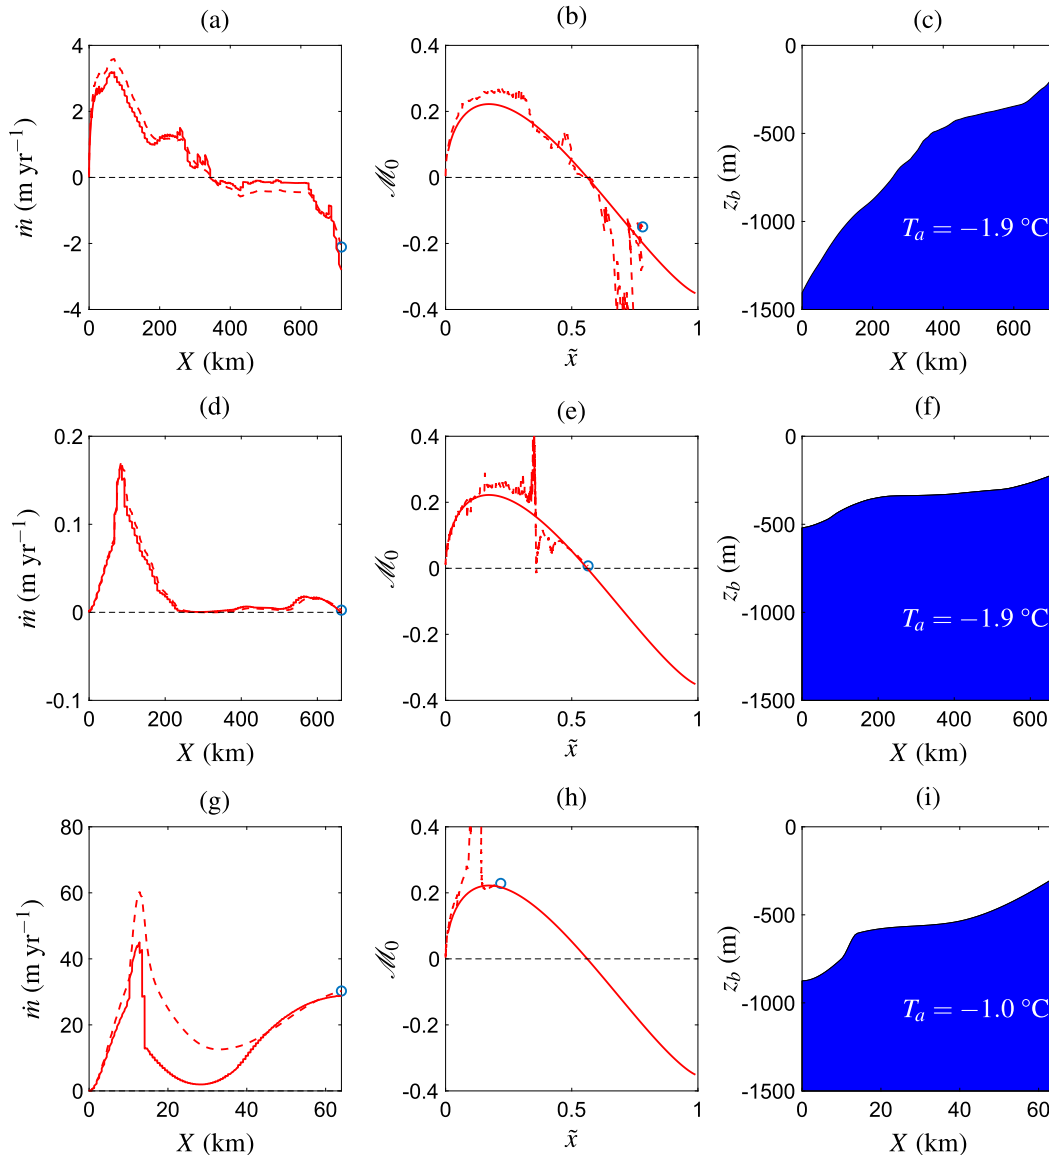 (a)
(b)
(c)
4
2
0
-2
-4
0
200
400
600
ṁ (m yr⁻¹)
X (km)
0.4
0.2
0
0.2
0.4
0
0.5
1
ℳ₀
x̃
0
-500
-1000
-1500
0
200
400
600
z_b (m)
X (km)
T_a = −1.9 °C
(d)
(e)
(f)
0.2
0.1
0
-0.1
0
200
400
600
ṁ (m yr⁻¹)
X (km)
0.4
0.2
0
0.2
0.4
0
0.5
1
ℳ₀
x̃
0
-500
-1000
-1500
0
200
400
600
z_b (m)
X (km)
T_a = −1.9 °C
(g)
(h)
(i)
80
60
40
20
0
0
20
40
60
ṁ (m yr⁻¹)
X (km)
0.4
0.2
0
-0.2
-0.4
0
0.5
1
ℳ₀
x̃
0
-500
-1000
-1500
0
20
40
60
z_b (m)
X (km)
T_a = −1.0 °C